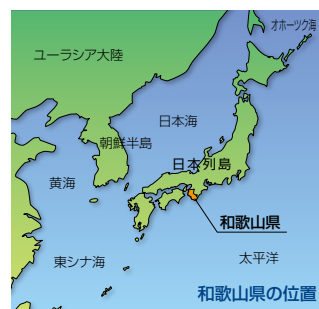 オホーツク海
ユーラシア大陸
日本海
朝鮮半島
日本列島
黄海
和歌山県
東シナ海
太平洋
和歌山県の位置